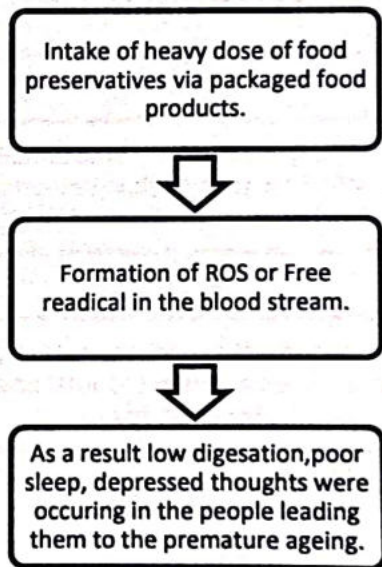 Intake of heavy dose of food
preservatives via packaged food
products.
Formation of ROS or Free
readical in the blood stream.
As a result low digesation,poor
sleep, depressed thoughts were
occuring in the people leading
them to the premature ageing.